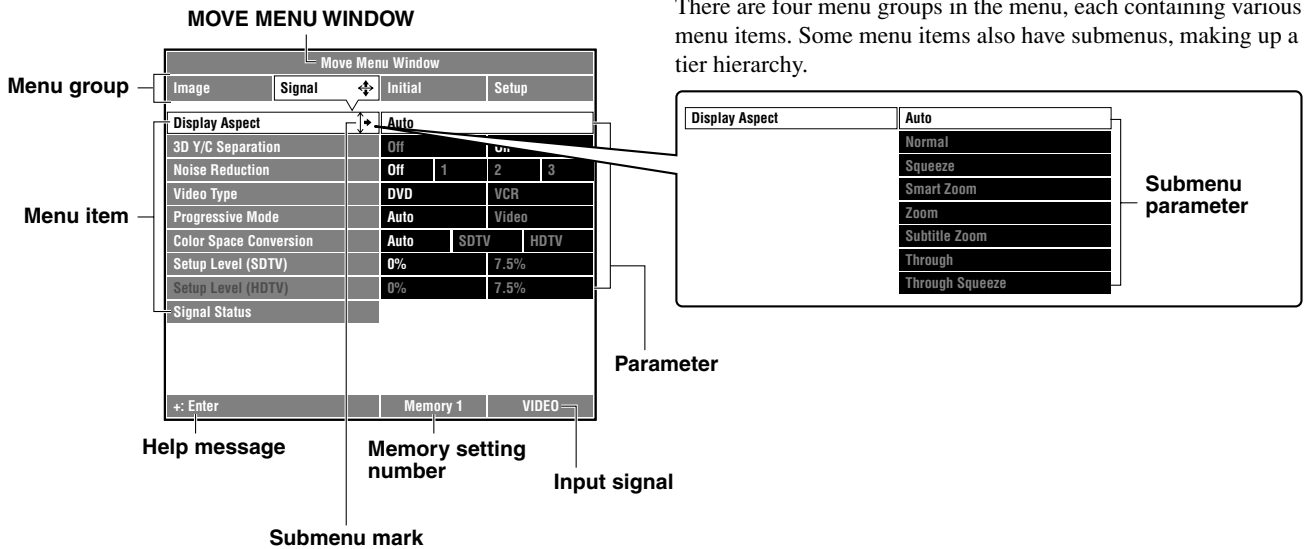 MOVE MENU WINDOW
There are four menu groups in the menu, each containing various
menu items. Some menu items also have submenus, making up a
tier hierarchy.
Menu group
Move Menu Window
Image Signal Initial Setup
Display Aspect Auto
3D Y/C Separation Off On
Noise Reduction Off 1 2 3
Video Type DVD VCR
Menu item
Progressive Mode Auto Video
Color Space Conversion Auto SDTV HDTV
Setup Level (SDTV) 0% 7.5%
Setup Level (HDTV) 0% 7.5%
Signal Status
Parameter
+: Enter Memory 1 VIDEO
Help message
Memory setting
number
Input signal
Submenu mark
Display Aspect Auto
Normal
Squeeze
Smart Zoom
Zoom
Subtitle Zoom
Through
Through Squeeze
Submenu
parameter